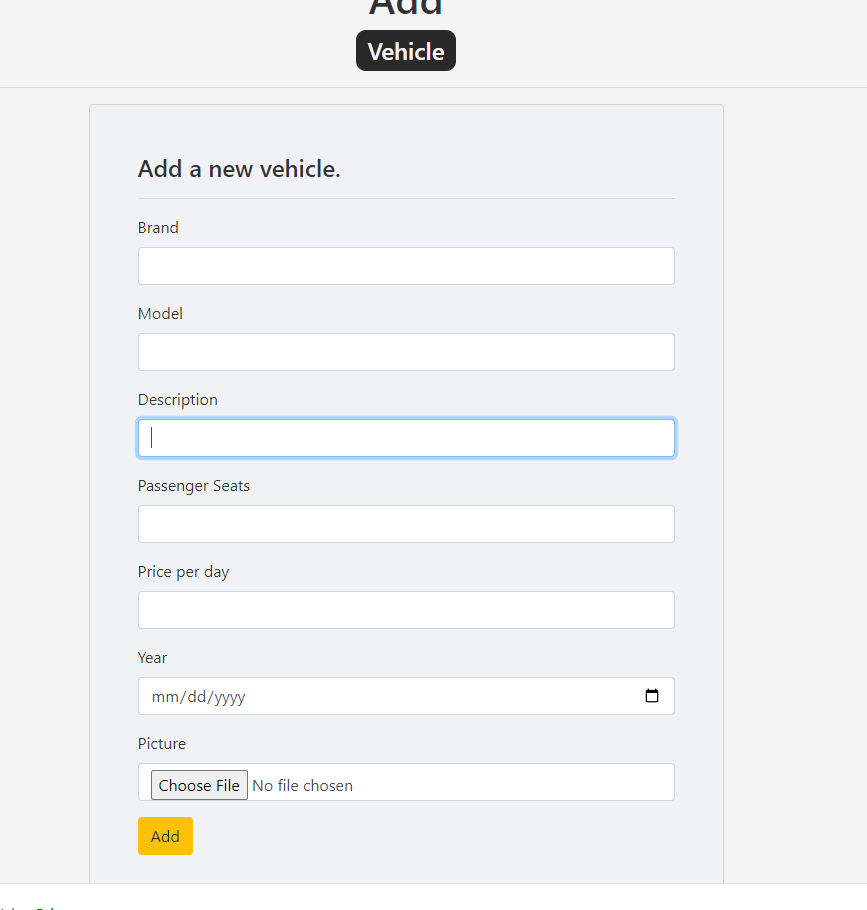 Add
Vehicle
Add a new vehicle.
Brand
Model
Description
Passenger Seats
Price per day
Year
mm/dd/yyyy
Picture
Choose File No file chosen
Add